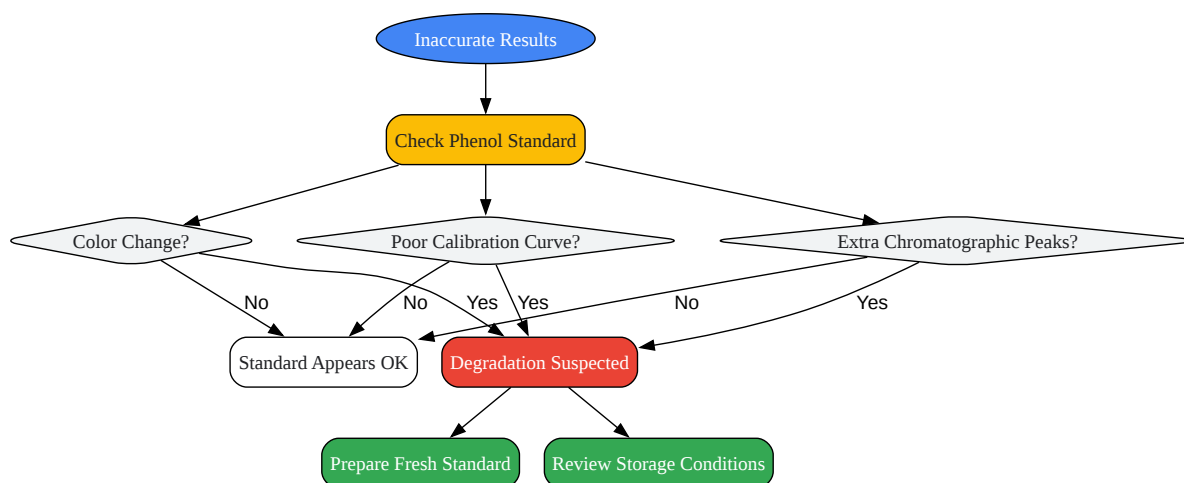 Inaccurate Results
Check Phenol Standard
Color Change?
Poor Calibration Curve?
Extra Chromatographic Peaks?
No
No
Yes
Yes
No
Yes
Standard Appears OK
Degradation Suspected
Prepare Fresh Standard
Review Storage Conditions